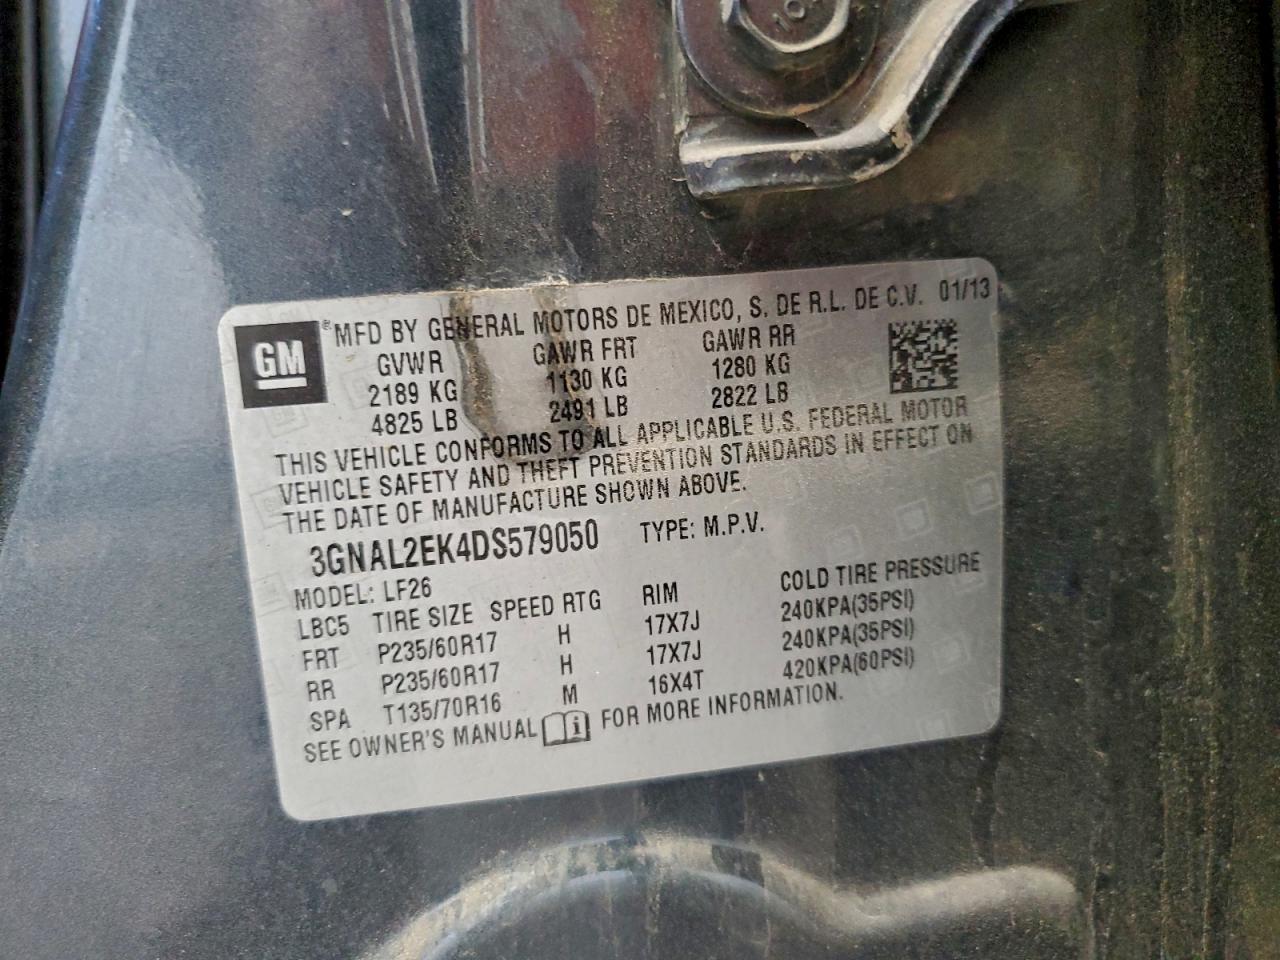 10.
GM ® MFD BY GENERAL MOTORS DE MEXICO, S. DE R.L. DE C.V. 01/13
GVWR GAWR FRT GAWR RR
2189 KG 1130 KG 1280 KG
4825 LB 2491 LB 2822 LB
THIS VEHICLE CONFORMS TO ALL APPLICABLE U.S. FEDERAL MOTOR
VEHICLE SAFETY AND THEFT PREVENTION STANDARDS IN EFFECT ON
THE DATE OF MANUFACTURE SHOWN ABOVE.
3GNAL2EK4DS579050 TYPE: M.P.V.
MODEL: LF26
LBC5 TIRE SIZE SPEED RTG RIM COLD TIRE PRESSURE
FRT P235/60R17 H 17X7J 240KPA(35PSI)
RR P235/60R17 H 17X7J 240KPA(35PSI)
SPA T135/70R16 M 16X4T 420KPA(60PSI)
SEE OWNER'S MANUAL FOR MORE INFORMATION.